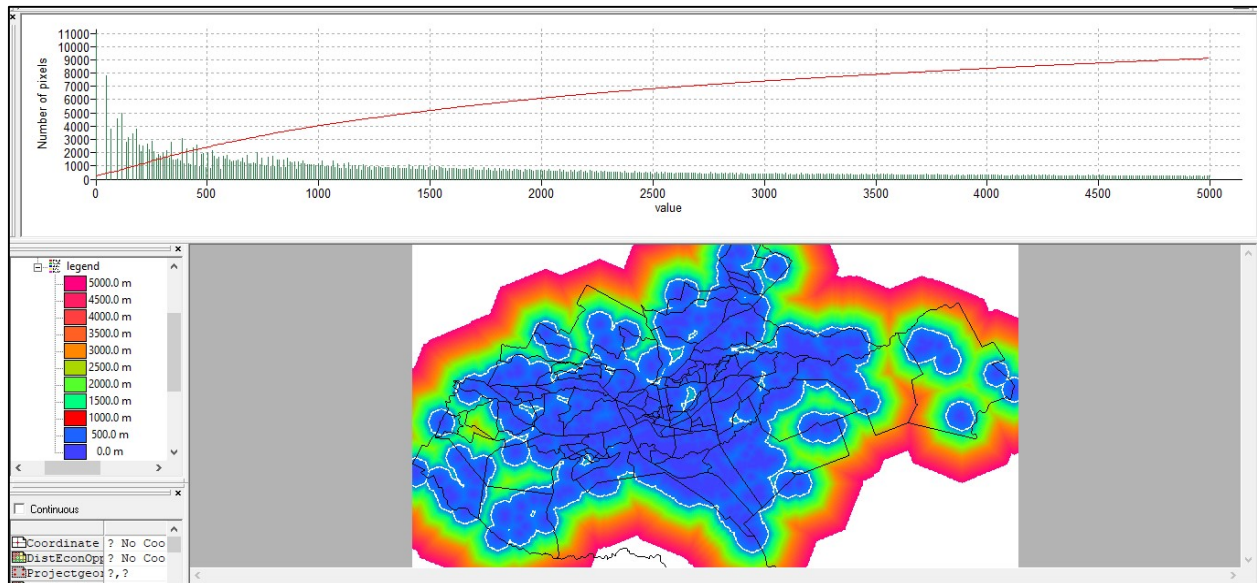 11000
10000
9000
8000
7000
6000
5000
4000
3000
2000
1000
0
Number of pixels
0 500 1000 1500 2000 2500 3000 3500 4000 4500 5000
value
legend
5000.0 m
4500.0 m
4000.0 m
3500.0 m
3000.0 m
2500.0 m
2000.0 m
1500.0 m
1000.0 m
500.0 m
0.0 m
Continuous
Coordinate ? No Coo
DistEconOpp ? No Coo
Projectgeor ?,?